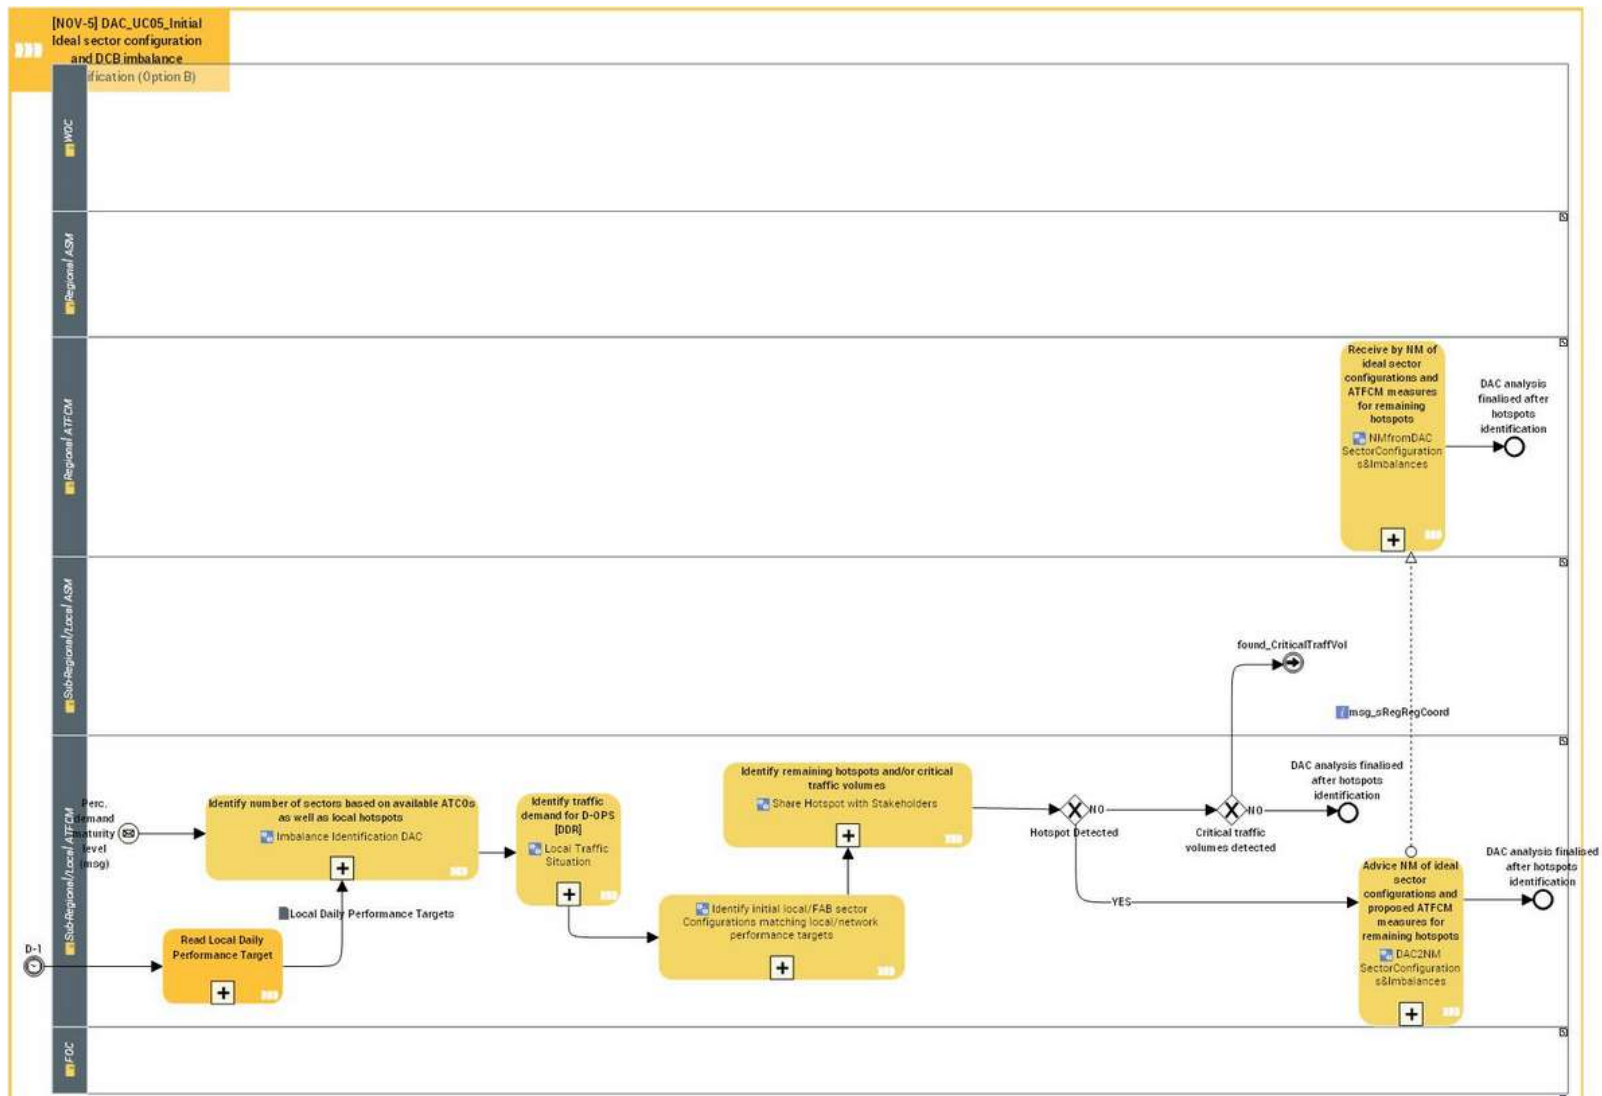 [NOV-5] DAC_UC05_Initial
Ideal sector configuration
and DCB imbalance
ification (Option B)
WOC
Regional ASM
Regional ATFCM
Receive by NM of
ideal sector
configurations and
ATFCM measures
for remaining
hotspots
NMfromDAC
SectorConfiguration
s&Imbalances
DAC analysis
finalised after
hotspots
identification
Sub-Regional/Local ASM
found_CriticalTraffVol
msg_sRegRegCoord
Sub-Regional/Local ATFCM
Perc.
demand
maturity
level
(msg)
Identify number of sectors based on available ATCOs,
as well as local hotspots
Imbalance Identification DAC
Identify traffic
demand for D-OPS
[DDR]
Local Traffic
Situation
Identify remaining hotspots and/or critical
traffic volumes
Share Hotspot with Stakeholders
NO
Hotspot Detected
NO
Critical traffic
volumes detected
DAC analysis finalised
after hotspots
identification
YES
Local Daily Performance Targets
Identify initial local/FAB sector
Configurations matching local/network
performance targets
Advice NM of ideal
sector
configurations and
proposed ATFCM
measures for
remaining hotspots
DAC2NM
SectorConfiguration
s&Imbalances
DAC analysis finalised
after hotspots
identification
D-1
Read Local Daily
Performance Target
FOC